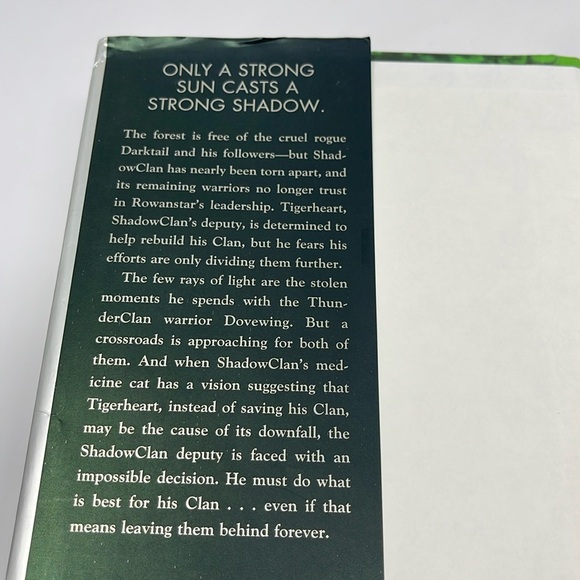 ONLY A STRONG
SUN CASTS A
STRONG SHADOW.
The forest is free of the cruel rogue
Darktail and his followers—but Shad-
owClan has nearly been torn apart, and
its remaining warriors no longer trust
in Rowanstar's leadership. Tigerheart,
ShadowClan's deputy, is determined to
help rebuild his Clan, but he fears his
efforts are only dividing them further.
The few rays of light are the stolen
moments he spends with the Thun-
derClan warrior Dovewing. But a
crossroads is approaching for both of
them. And when ShadowClan's med-
icine cat has a vision suggesting that
Tigerheart, instead of saving his Clan,
may be the cause of its downfall, the
ShadowClan deputy is faced with an
impossible decision. He must do what
is best for his Clan . . . even if that
means leaving them behind forever.